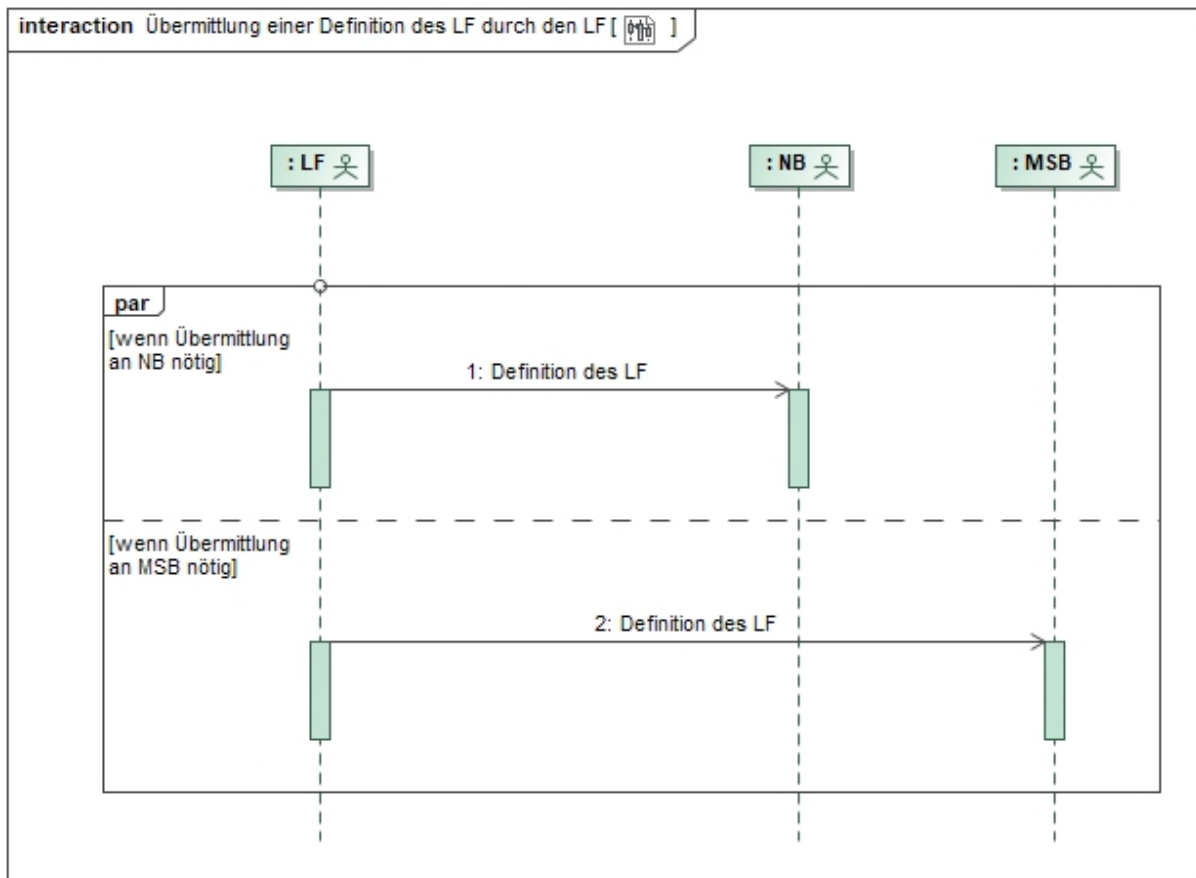 interaction Übermittlung einer Definition des LF durch den LF [ ]
: LF
: NB
: MSB
par
[wenn Übermittlung
an NB nötig]
1: Definition des LF
[wenn Übermittlung
an MSB nötig]
2: Definition des LF